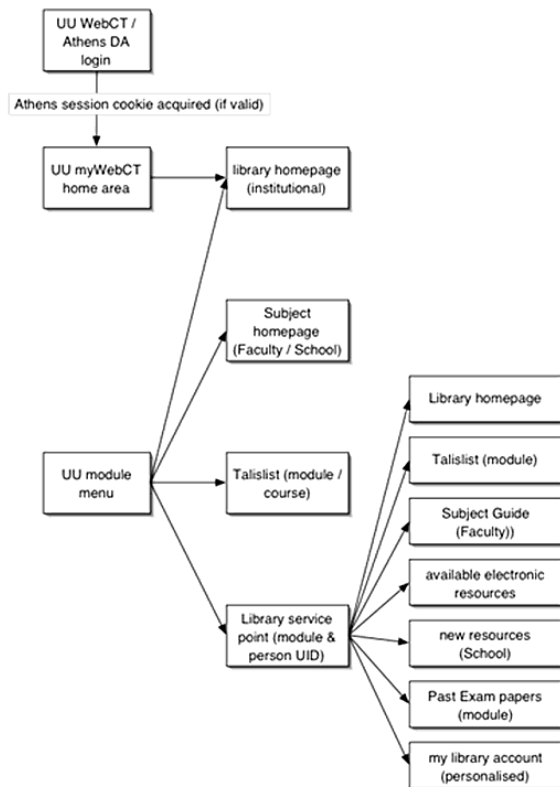 UU WebCT /
Athens DA
login
Athens session cookie acquired (if valid)
UU myWebCT
home area
library homepage
(institutional)
Subject
homepage
(Faculty / School)
Library homepage
Talislist (module)
UU module
menu
Talislist (module /
course)
Subject Guide
(Faculty))
available electronic
resources
Library service
point (module &
person UID)
new resources
(School)
Past Exam papers
(module)
my library account
(personalised)